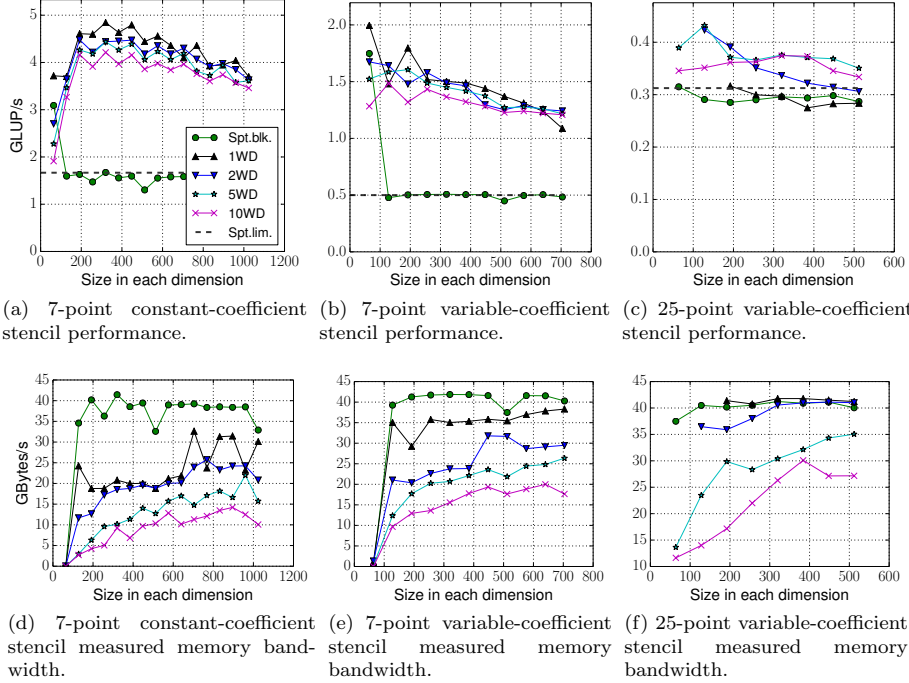 GLUP/s
5
4
3
2
1
0
0 200 400 600 800 1000 1200
Size in each dimension
Spt.blk.
1WD
2WD
5WD
10WD
Spt.lim.
2.5
2.0
1.5
1.0
0.5
0.0
0 100 200 300 400 500 600 700 800
Size in each dimension
0.4
0.3
0.2
0.1
0.0
0 100 200 300 400 500 600
Size in each dimension
(a) 7-point constant-coefficient
stencil performance.
(b) 7-point variable-coefficient
stencil performance.
(c) 25-point variable-coefficient
stencil performance.
GBytes/s
45
40
35
30
25
20
15
10
5
0
0 200 400 600 800 1000 1200
Size in each dimension
45
40
35
30
25
20
15
10
5
0
0 100 200 300 400 500 600 700 800
Size in each dimension
45
40
35
30
25
20
15
10
0 100 200 300 400 500 600
Size in each dimension
(d) 7-point constant-coefficient
stencil measured memory band-
width.
(e) 7-point variable-coefficient
stencil measured memory
bandwidth.
(f) 25-point variable-coefficient
stencil measured memory
bandwidth.